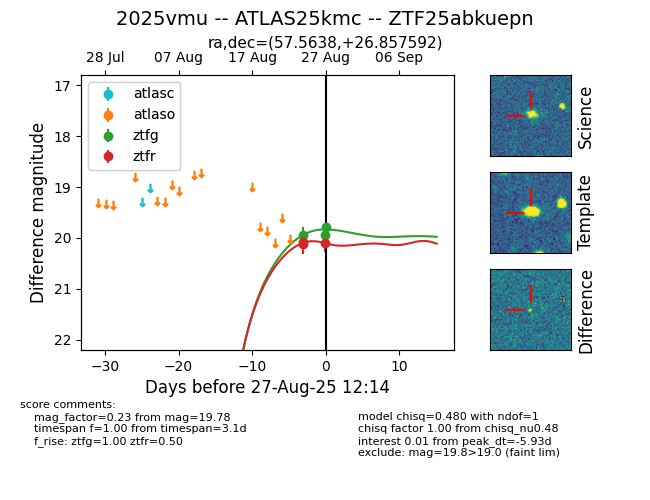 2025vmu -- ATLAS25kmc -- ZTF25abkuepn
ra,dec=(57.5638,+26.857592)
28 Jul 07 Aug 17 Aug 27 Aug 06 Sep
17
18
19
20
21
22
Difference magnitude
atlasc
atlaso
ztfg
ztfr
−30 −20 −10 0 10
Days before 27-Aug-25 12:14
Science
Template
Difference
score comments:
mag_factor=0.23 from mag=19.78
timespan f=1.00 from timespan=3.1d
f_rise: ztfg=1.00 ztfr=0.50
model chisq=0.480 with ndof=1
chisq factor 1.00 from chisq_nu0.48
interest 0.01 from peak_dt=-5.93d
exclude: mag=19.8>19.0 (faint lim)